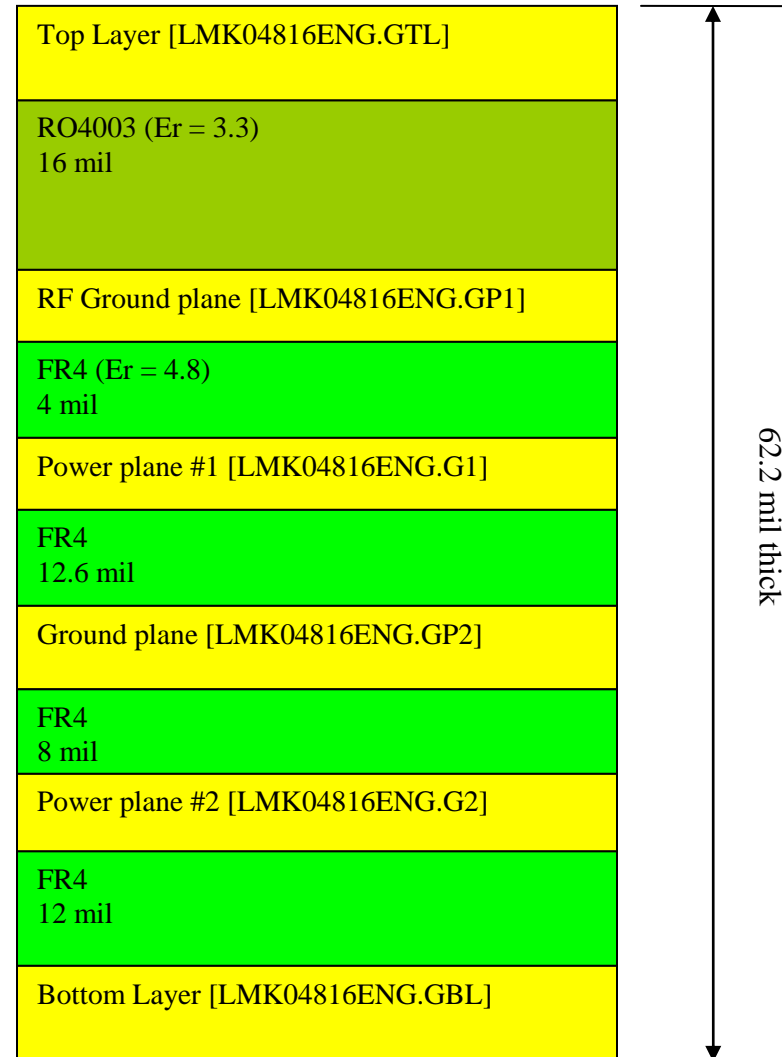 Top Layer [LMK04816ENG.GTL]
RO4003 (Er = 3.3)
16 mil
RF Ground plane [LMK04816ENG.GP1]
FR4 (Er = 4.8)
4 mil
Power plane #1 [LMK04816ENG.G1]
FR4
12.6 mil
Ground plane [LMK04816ENG.GP2]
FR4
8 mil
Power plane #2 [LMK04816ENG.G2]
FR4
12 mil
Bottom Layer [LMK04816ENG.GBL]
62.2 mil thick